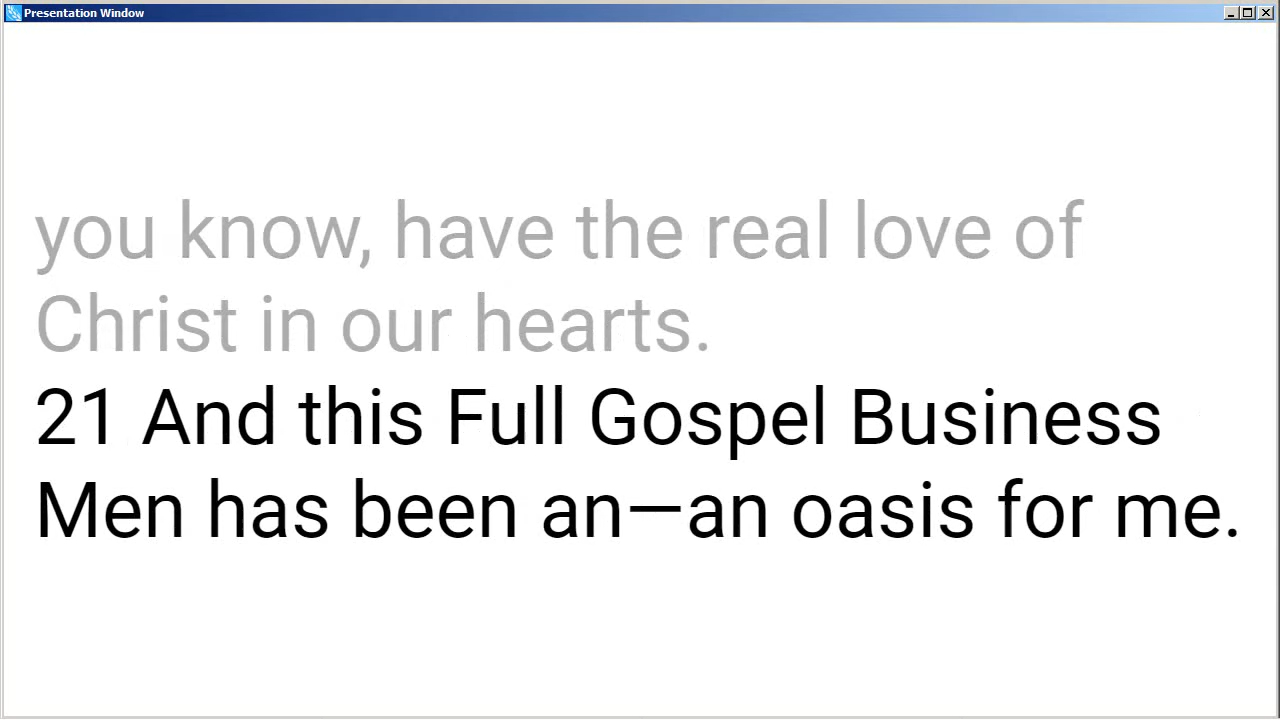 Presentation Window
you know, have the real love of
Christ in our hearts.
21 And this Full Gospel Business
Men has been an—an oasis for me.